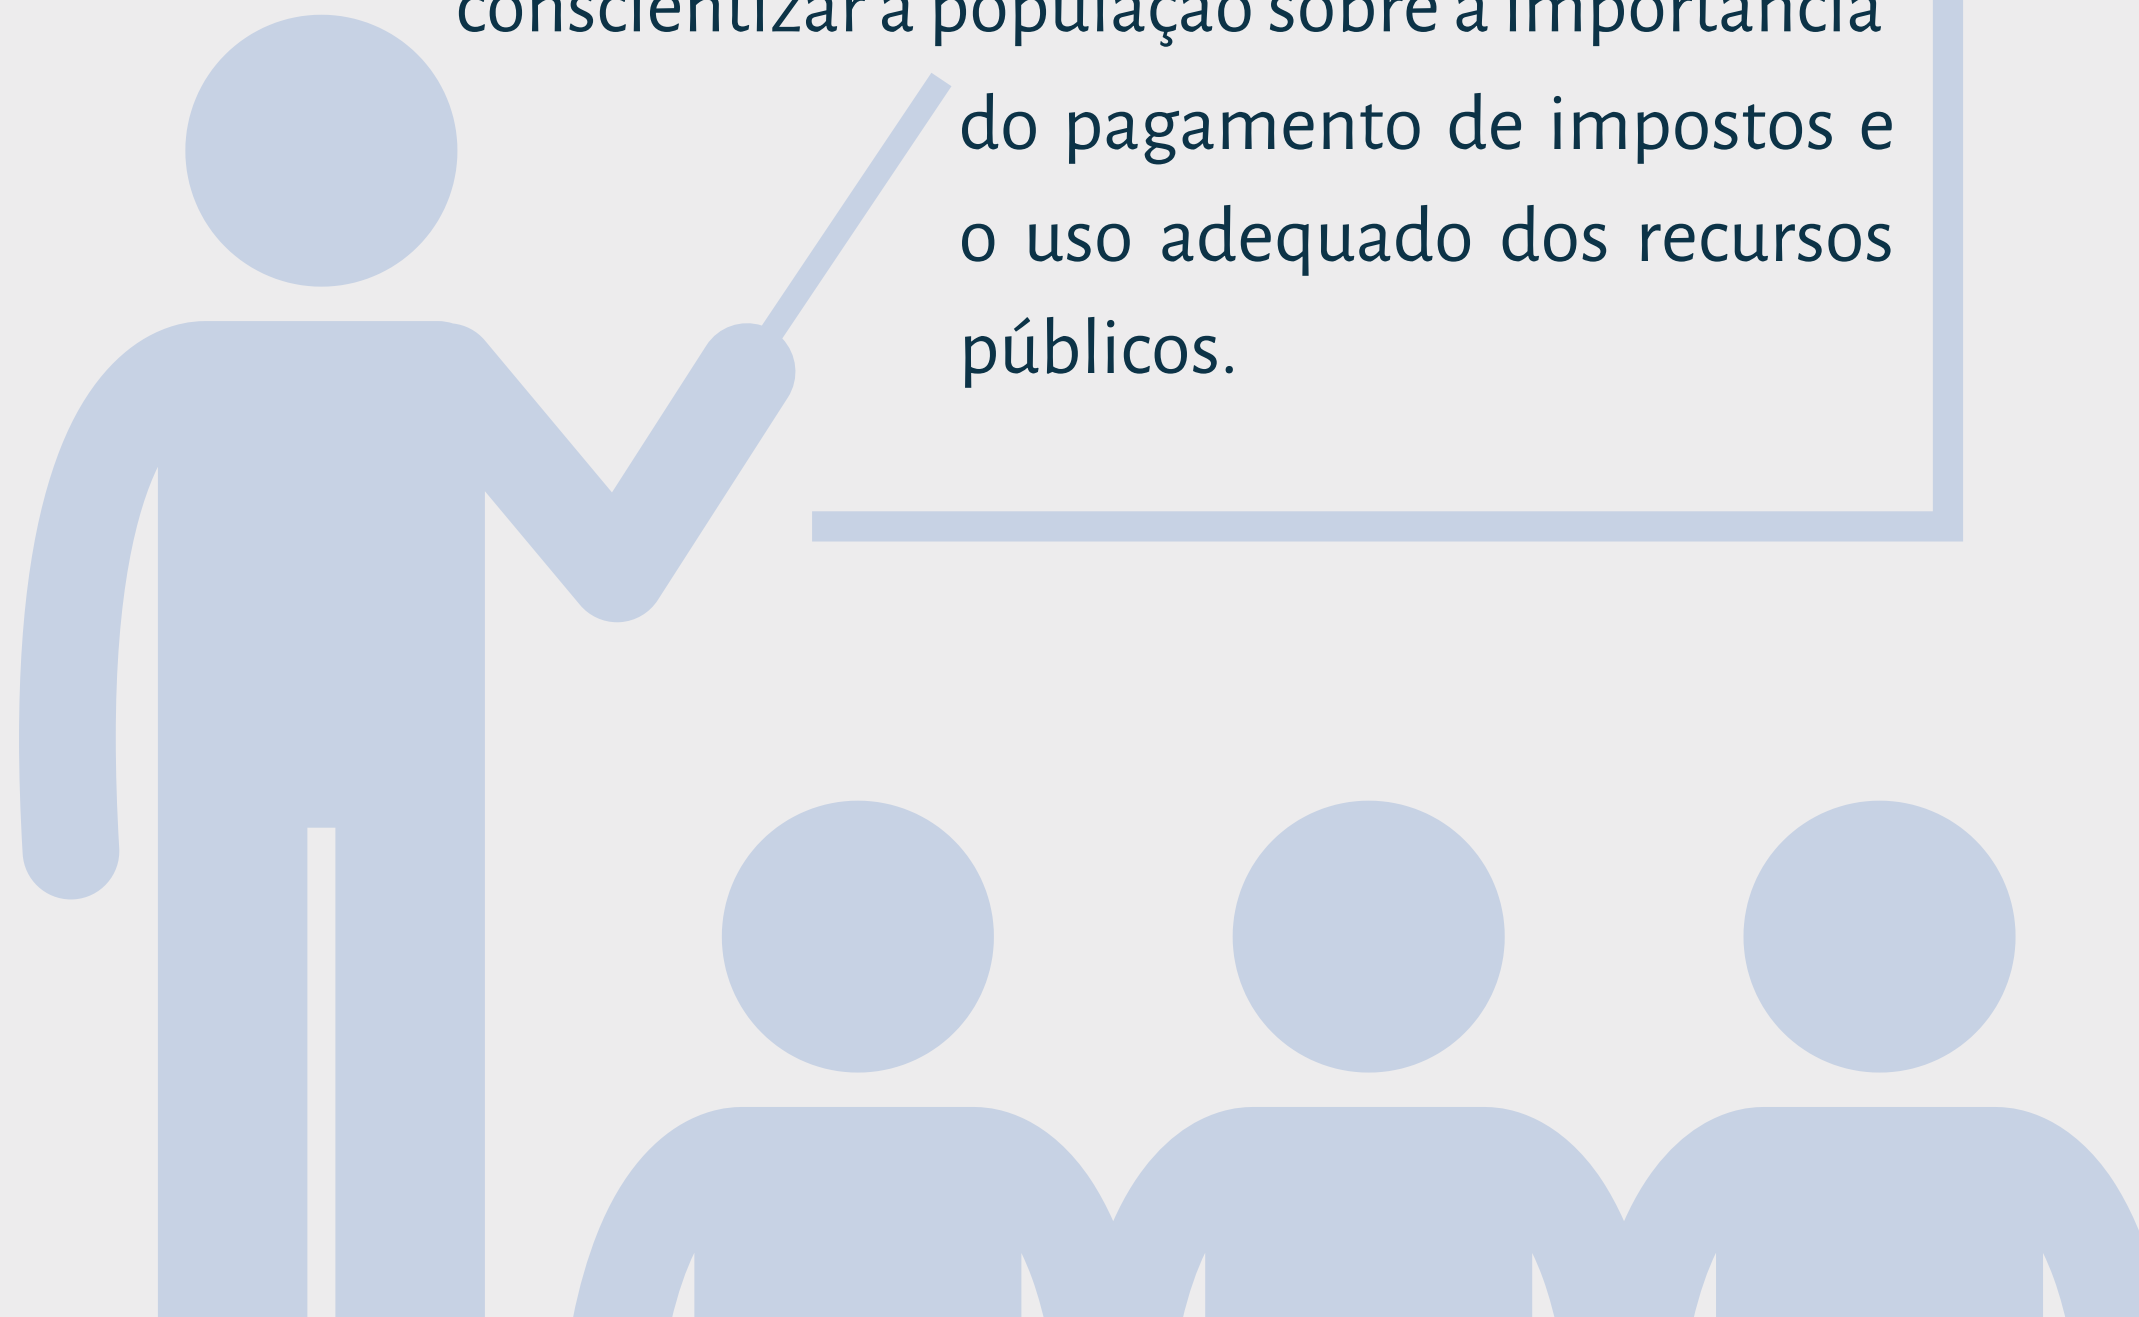 conscientizar a população sobre a importância
do pagamento de impostos e
o uso adequado dos recursos
públicos.